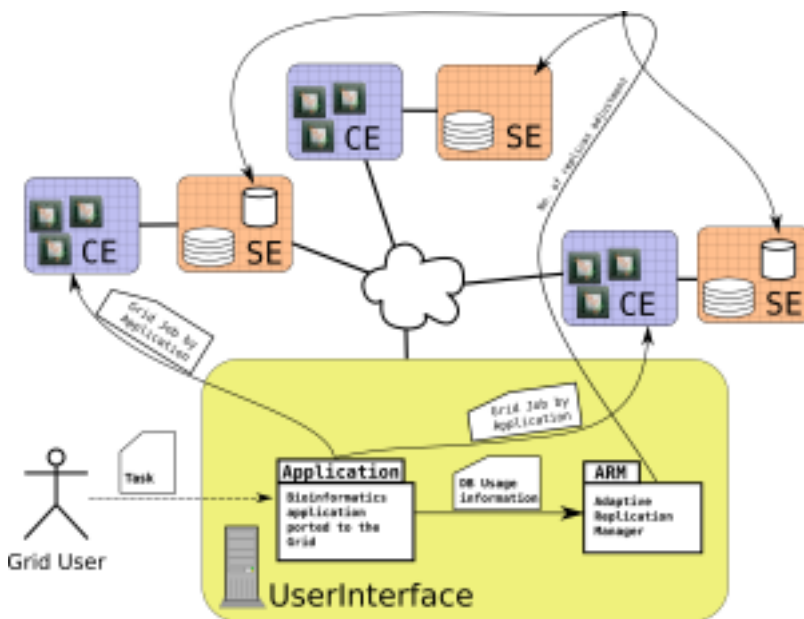 CE
SE
No. of replicas adjustment
CE
SE
CE
SE
Grid Job by
Application
Grid Job by
Application
Task
Application
Bioinformatics
application
ported to the
Grid
DB Usage
information
ARM
Adaptive
Replication
Manager
Grid User
UserInterface